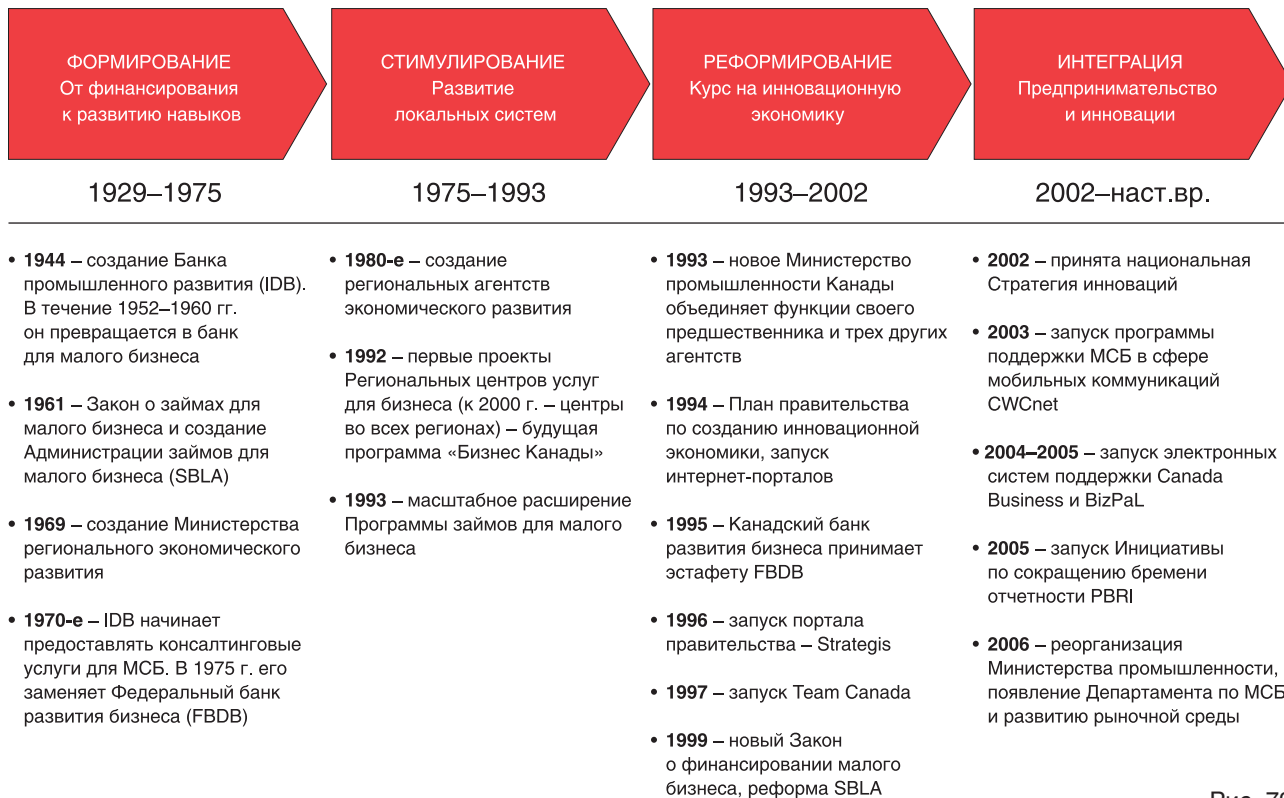 ФОРМИРОВАНИЕ
От финансирования
к развитию навыков
1929–1975
• 1944 – создание Банка
промышленного развития (IDB).
В течение 1952–1960 гг.
он превращается в банк
для малого бизнеса
• 1961 – Закон о займах для
малого бизнеса и создание
Администрации займов для
малого бизнеса (SBLA)
• 1969 – создание Министерства
регионального экономического
развития
• 1970-е – IDB начинает
предоставлять консалтинговые
услуги для МСБ. В 1975 г. его
заменяет Федеральный банк
развития бизнеса (FBDB)
СТИМУЛИРОВАНИЕ
Развитие
локальных систем
1975–1993
• 1980-е – создание
региональных агентств
экономического развития
• 1992 – первые проекты
Региональных центров услуг
для бизнеса (к 2000 г. – центры
во всех регионах) – будущая
программа «Бизнес Канады»
• 1993 – масштабное расширение
Программы займов для малого
бизнеса
РЕФОРМИРОВАНИЕ
Курс на инновационную
экономику
1993–2002
• 1993 – новое Министерство
промышленности Канады
объединяет функции своего
предшественника и трех других
агентств
• 1994 – План правительства
по созданию инновационной
экономики, запуск
интернет-порталов
• 1995 – Канадский банк
развития бизнеса принимает
эстафету FBDB
• 1996 – запуск портала
правительства – Strategis
• 1997 – запуск Team Canada
• 1999 – новый Закон
о финансировании малого
бизнеса, реформа SBLA
ИНТЕГРАЦИЯ
Предпринимательство
и инновации
2002–наст.вр.
• 2002 – принята национальная
Стратегия инноваций
• 2003 – запуск программы
поддержки МСБ в сфере
мобильных коммуникаций
CWCnet
• 2004–2005 – запуск электронных
систем поддержки Canada
Business и BizPaL
• 2005 – запуск Инициативы
по сокращению бремени
отчетности PBRI
• 2006 – реорганизация
Министерства промышленности,
появление Департамента по МСБ
и развитию рыночной среды